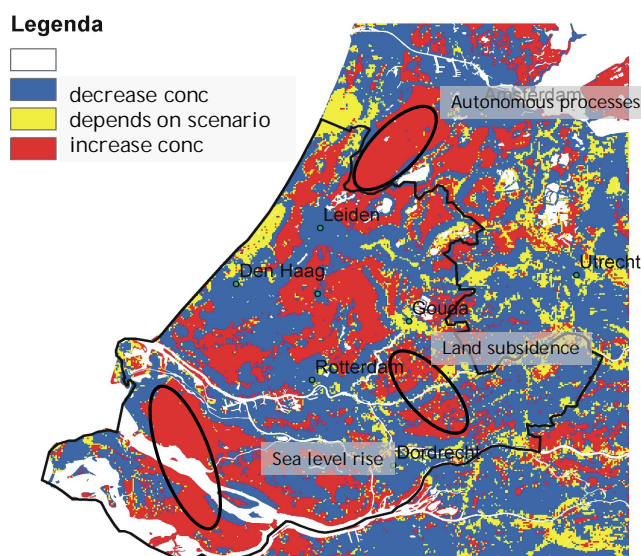 Legenda
decrease conc
depends on scenario
increase conc
Amsterdam
Autonomous processes
Leiden
Utrecht
Den Haag
Gouda
Land subsidence
Rotterdam
Sea level rise
Dordrecht